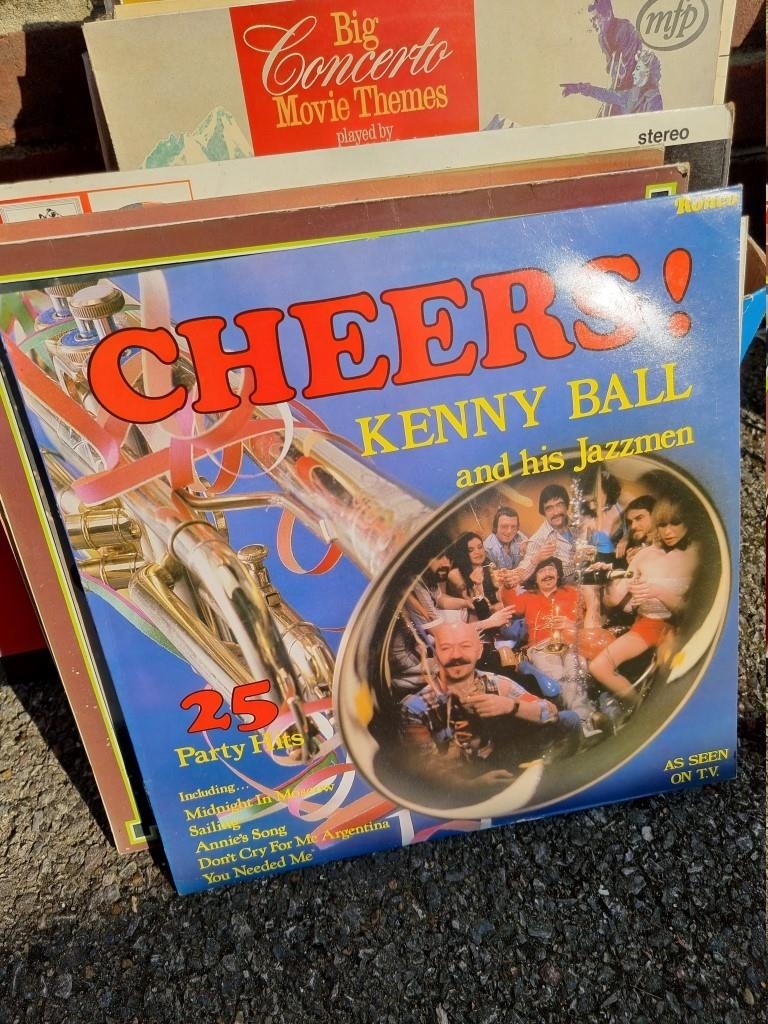 Big
Concerto
Movie Themes
played by
mfp
stereo
Ronco
CHEERS!
KENNY BALL
and his Jazzmen
25
Party Hits
Including...
Midnight In Moscow
Sailing
Annie's Song
Don't Cry For Me Argentina
You Needed Me
AS SEEN
ON T.V.